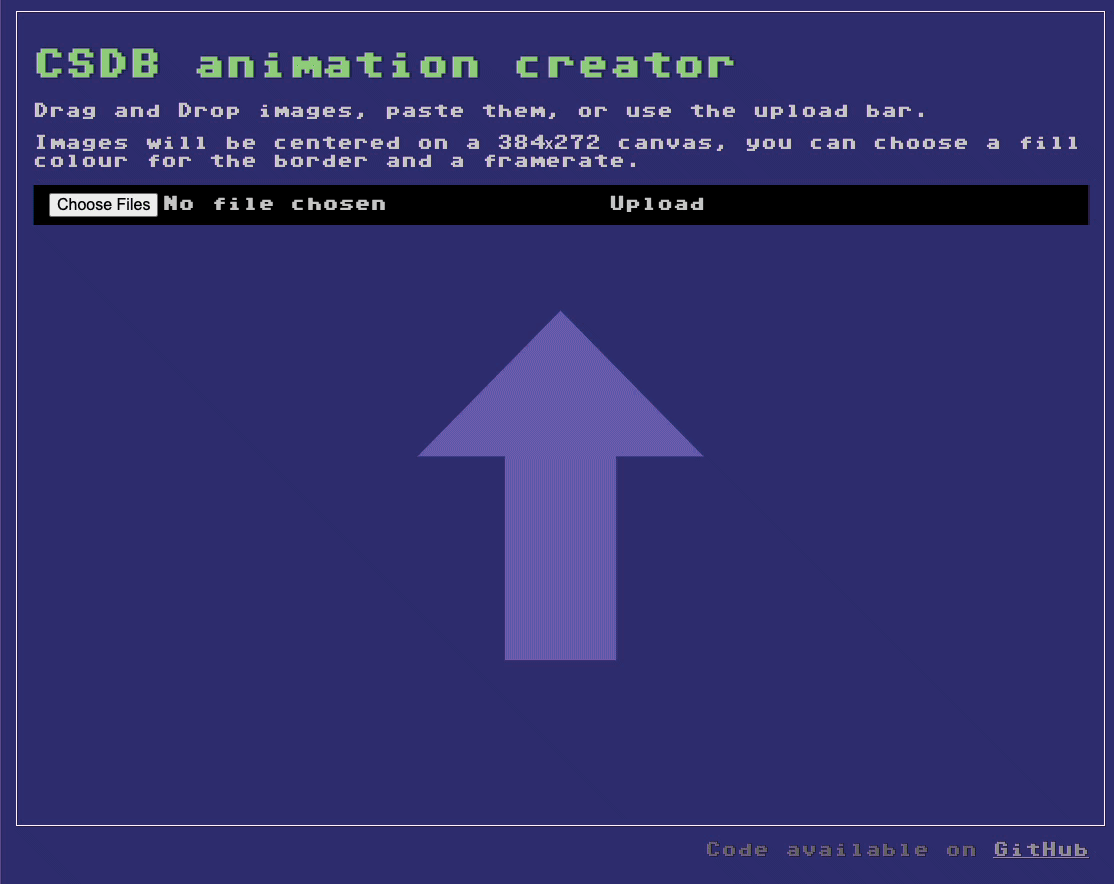 CSDB animation creator
Drag and Drop images, paste them, or use the upload bar.
Images will be centered on a 384x272 canvas, you can choose a fill
colour for the border and a framerate.
Choose Files No file chosen Upload
Code available on GitHub